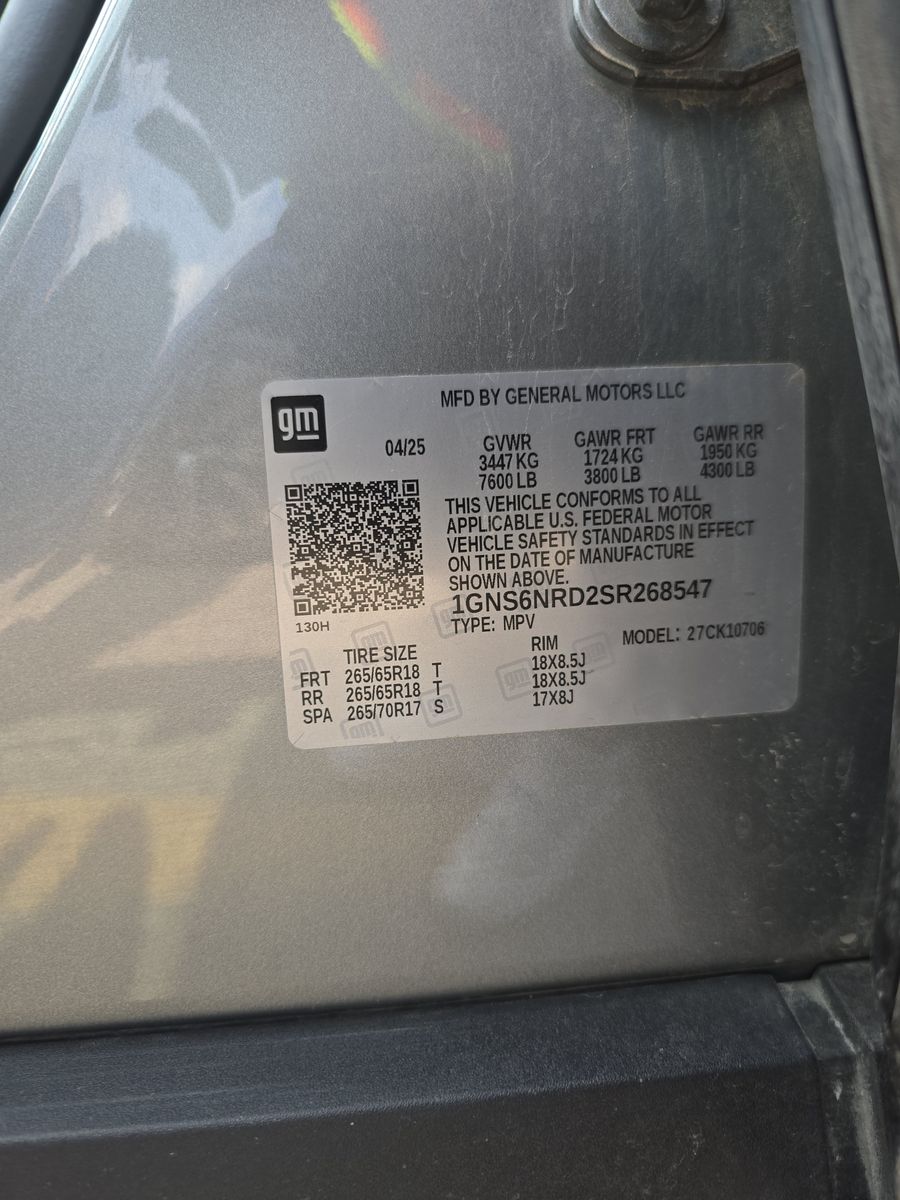 gm
MFD BY GENERAL MOTORS LLC
04/25
GVWR GAWR FRT GAWR RR
3447 KG 1724 KG 1950 KG
7600 LB 3800 LB 4300 LB
THIS VEHICLE CONFORMS TO ALL
APPLICABLE U.S. FEDERAL MOTOR
VEHICLE SAFETY STANDARDS IN EFFECT
ON THE DATE OF MANUFACTURE
SHOWN ABOVE.
1GNS6NRD2SR268547
130H
TYPE: MPV
MODEL: 27CK10706
TIRE SIZE RIM
FRT 265/65R18 T 18X8.5J
RR 265/65R18 T 18X8.5J
SPA 265/70R17 S 17X8J